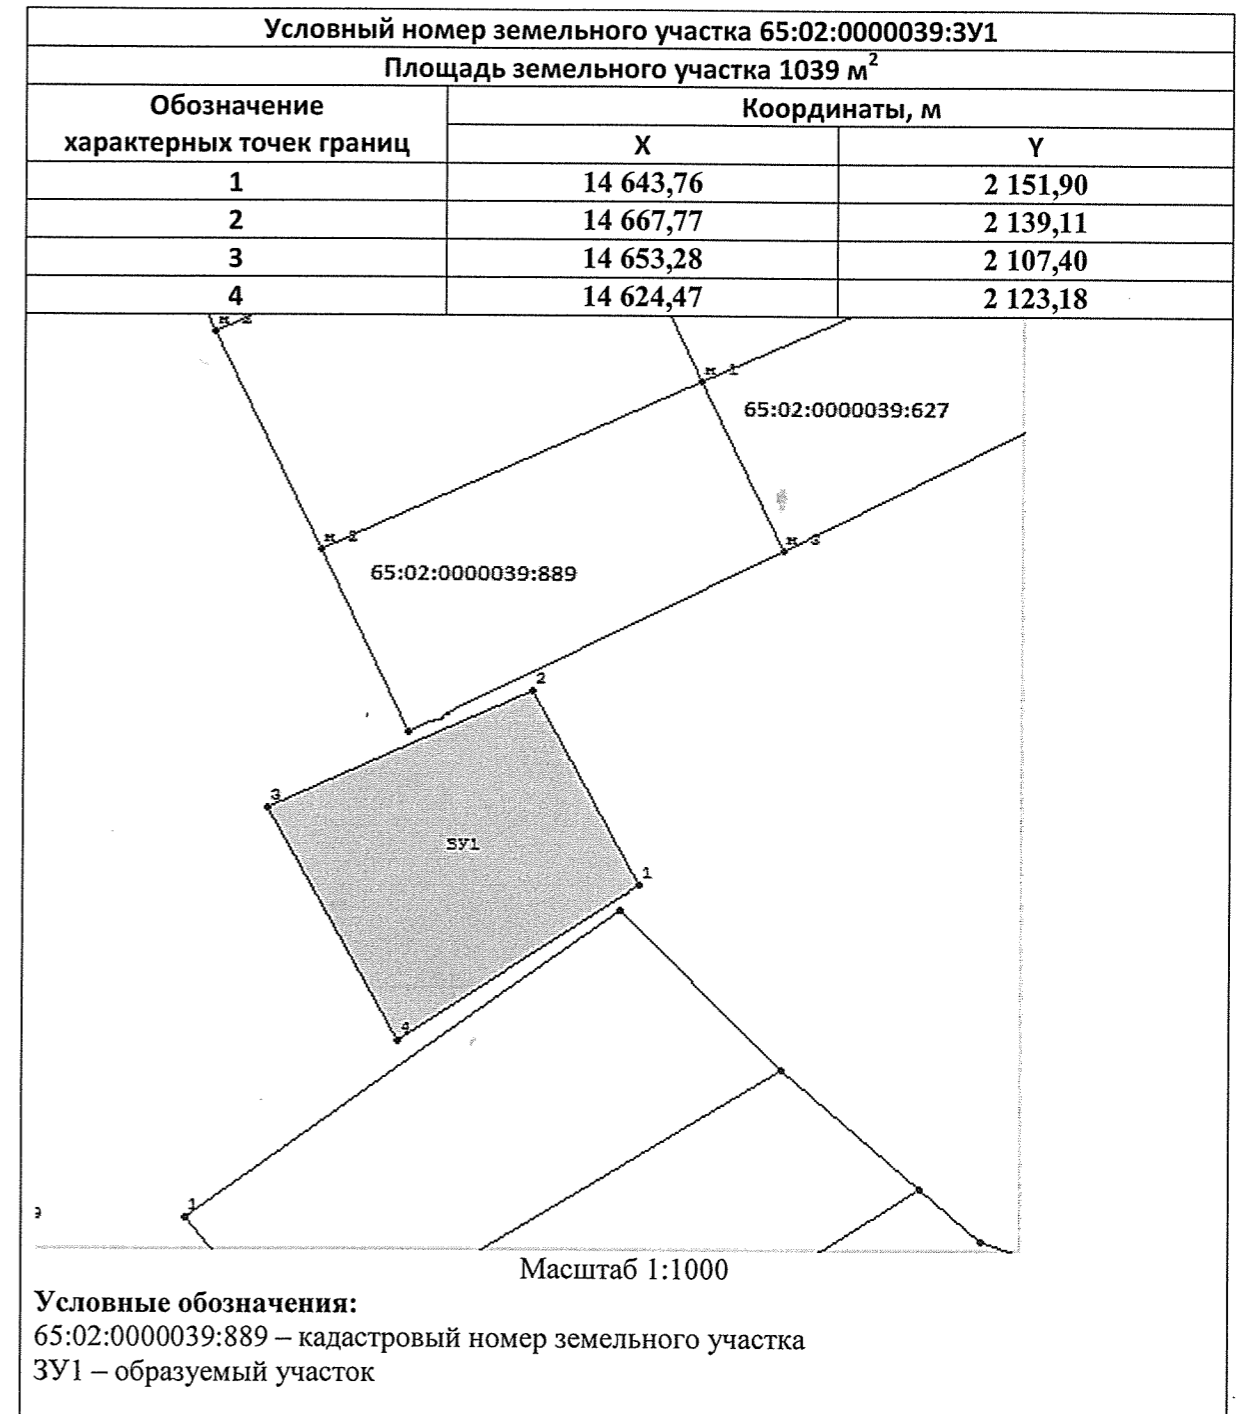 Условный номер земельного участка 65:02:0000039:ЗУ1
Площадь земельного участка 1039 м²
Обозначение характерных точек границ
Координаты, м
X
Y
1
14 643,76
2 151,90
2
14 667,77
2 139,11
3
14 653,28
2 107,40
4
14 624,47
2 123,18
н 1
65:02:0000039:627
н 2
н 3
65:02:0000039:889
2
3
ЗУ1
1
4
1
Масштаб 1:1000
Условные обозначения:
65:02:0000039:889 – кадастровый номер земельного участка
ЗУ1 – образуемый участок